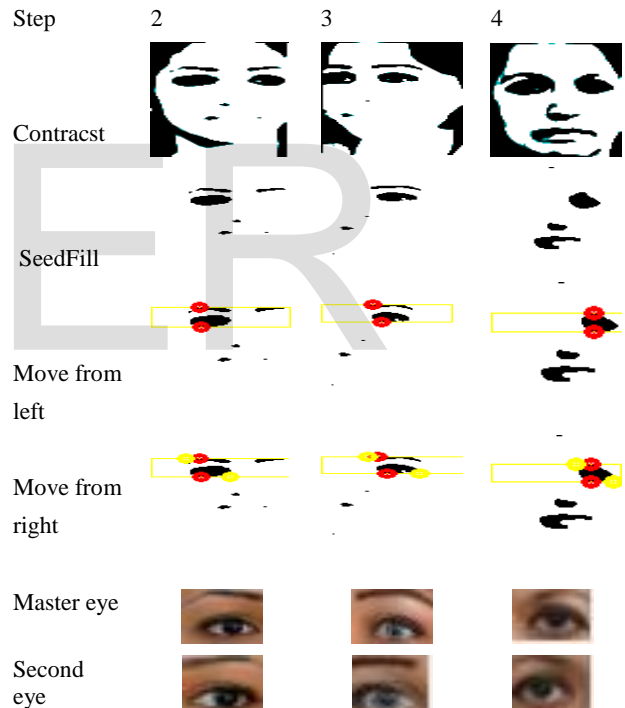 Step 2 3 4
Contracst
SeedFill
Move from
left
Move from
right
Master eye
Second
eye
ER